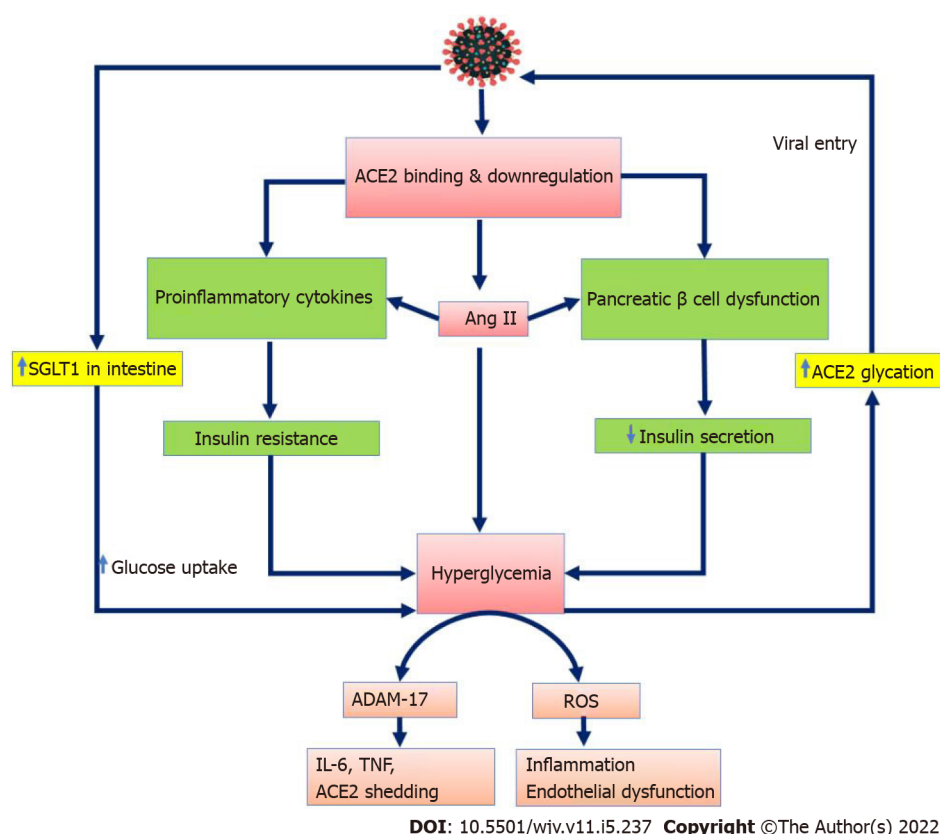 Viral entry
ACE2 binding & downregulation
Proinflammatory cytokines
Ang II
Pancreatic β cell dysfunction
↑SGLT1 in intestine
↑ACE2 glycation
Insulin resistance
↓Insulin secretion
↑Glucose uptake
Hyperglycemia
ADAM-17
ROS
IL-6, TNF,
ACE2 shedding
Inflammation
Endothelial dysfunction
DOI: 10.5501/wjv.v11.i5.237 Copyright ©The Author(s) 2022